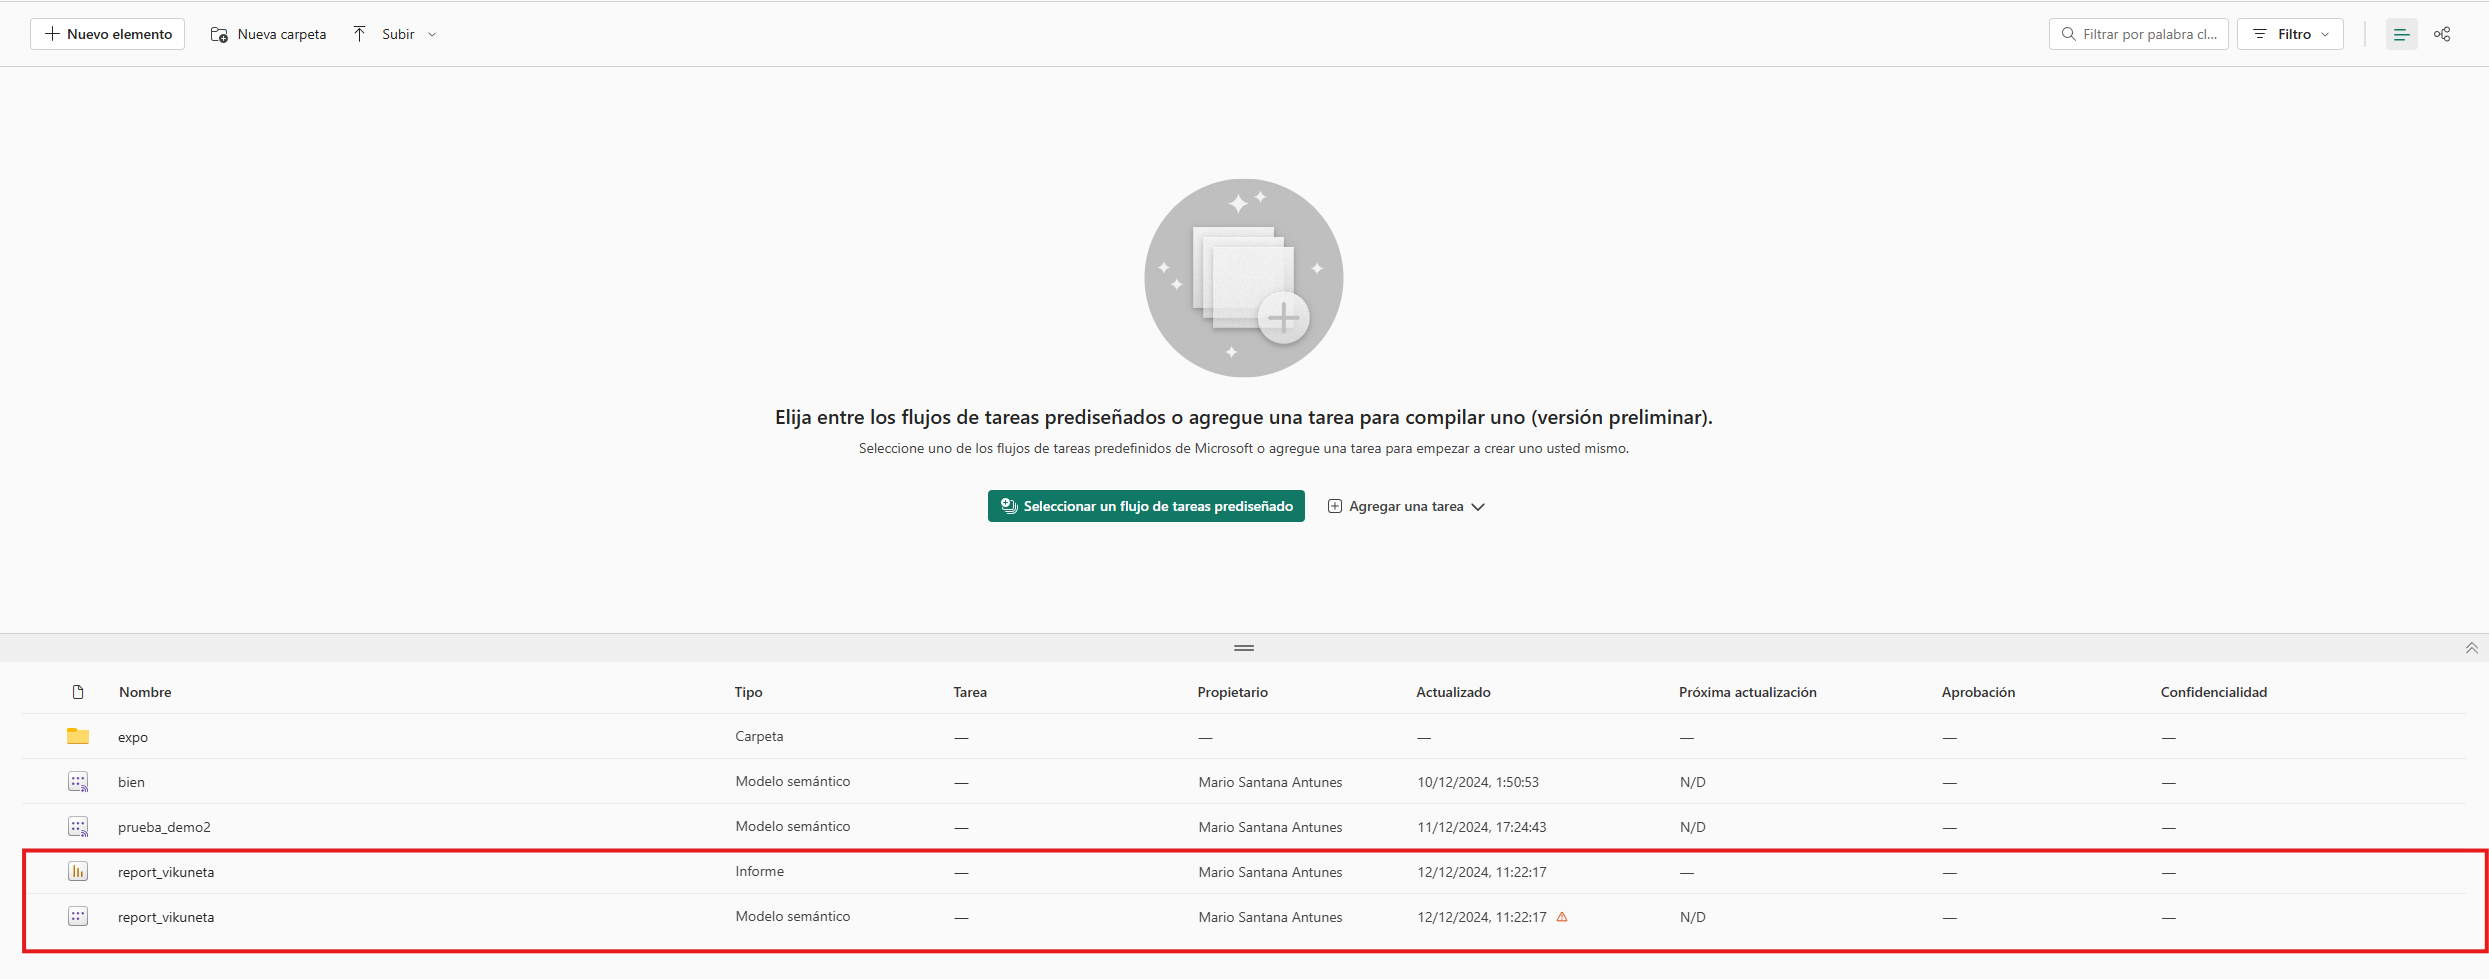 Nuevo elemento Nueva carpeta Subir Filtrar por palabra cl... Filtro
Elija entre los flujos de tareas prediseñados o agregue una tarea para compilar uno (versión preliminar).
Seleccione uno de los flujos de tareas predefinidos de Microsoft o agregue una tarea para empezar a crear uno usted mismo.
Seleccionar un flujo de tareas prediseñado Agregar una tarea
Nombre Tipo Tarea Propietario Actualizado Próxima actualización Aprobación Confidencialidad
expo Carpeta — — — — — —
bien Modelo semántico — Mario Santana Antunes 10/12/2024, 1:50:53 N/D — —
prueba_demo2 Modelo semántico — Mario Santana Antunes 11/12/2024, 17:24:43 N/D — —
report_vikuneta Informe — Mario Santana Antunes 12/12/2024, 11:22:17 — — —
report_vikuneta Modelo semántico — Mario Santana Antunes 12/12/2024, 11:22:17 N/D — —